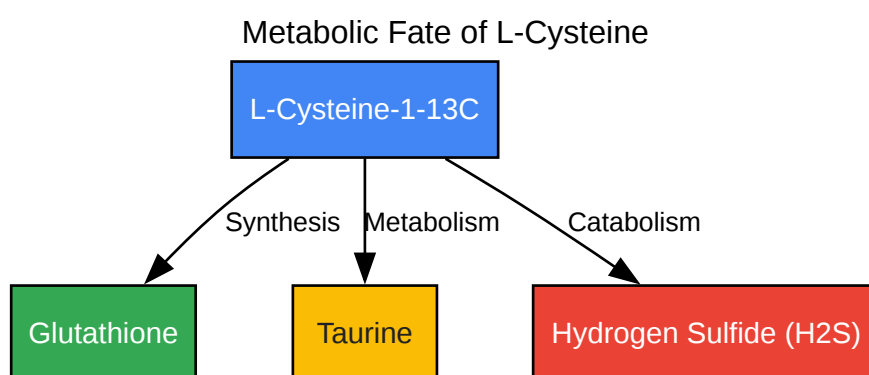 Metabolic Fate of L-Cysteine
L-Cysteine-1-13C
Synthesis
Metabolism
Catabolism
Glutathione
Taurine
Hydrogen Sulfide (H2S)